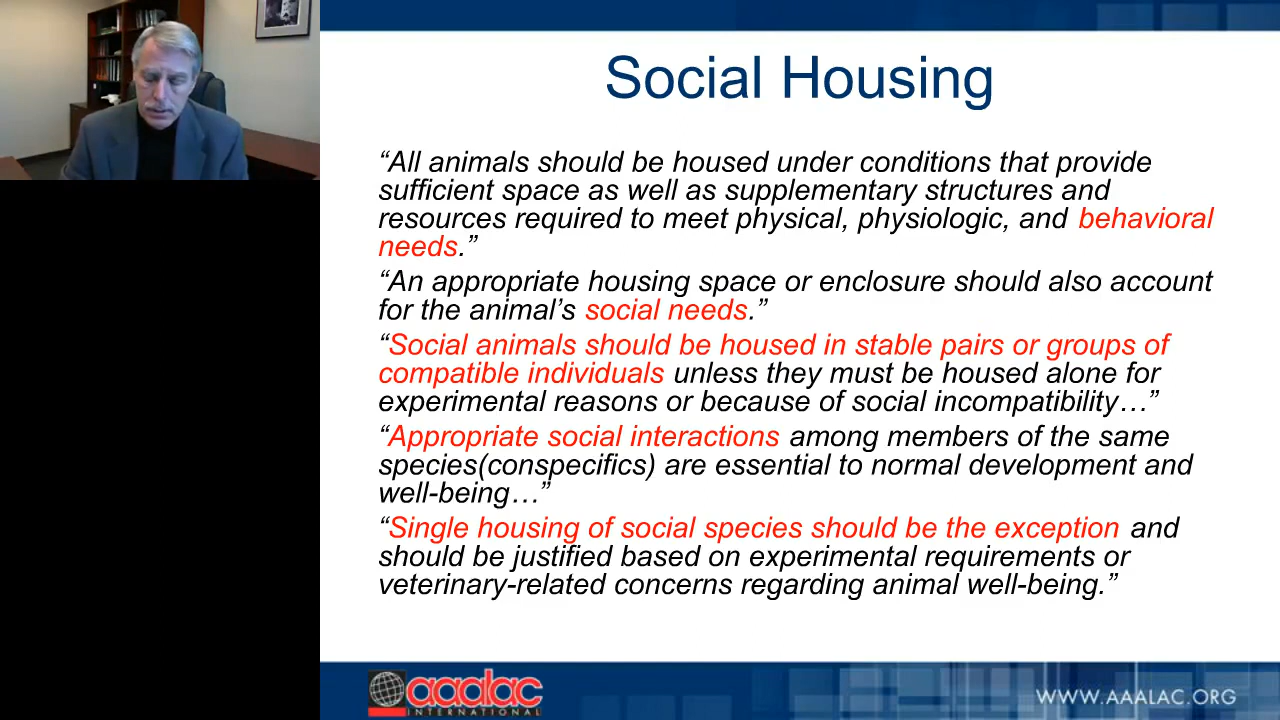 Social Housing
“All animals should be housed under conditions that provide
sufficient space as well as supplementary structures and
resources required to meet physical, physiologic, and behavioral
needs.”
“An appropriate housing space or enclosure should also account
for the animal’s social needs.”
“Social animals should be housed in stable pairs or groups of
compatible individuals unless they must be housed alone for
experimental reasons or because of social incompatibility…”
“Appropriate social interactions among members of the same
species(conspecifics) are essential to normal development and
well-being…”
“Single housing of social species should be the exception and
should be justified based on experimental requirements or
veterinary-related concerns regarding animal well-being.”
aaalac
INTERNATIONAL
WWW.AAALAC.ORG